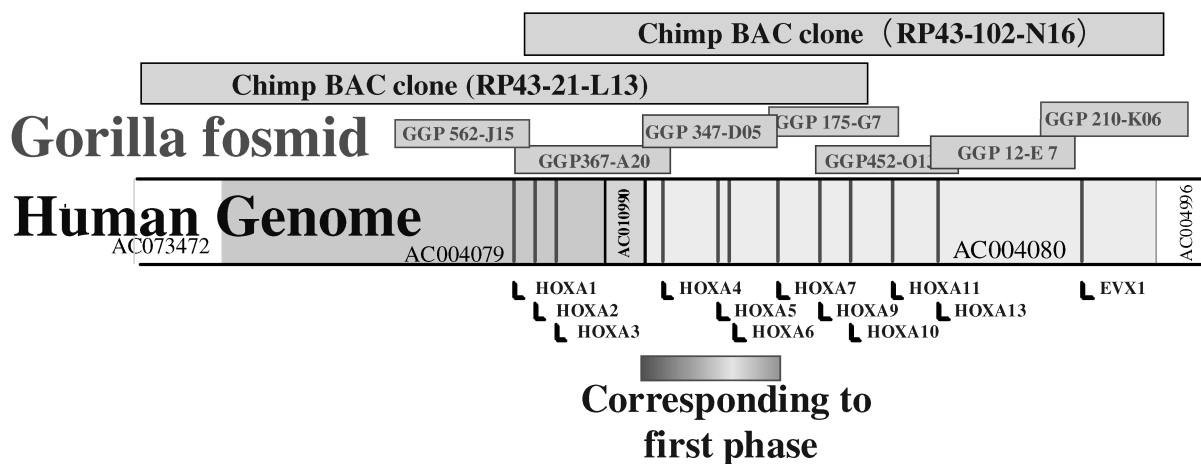 Chimp BAC clone (RP43-102-N16)
Chimp BAC clone (RP43-21-L13)
Gorilla fosmid
GGP 562-J15
GGP367-A20
GGP 347-D05
GGP 175-G7
GGP452-O13
GGP 12-E 7
GGP 210-K06
Human Genome
AC073472
AC004079
AC010990
AC004080
AC004996
HOXA1
HOXA2
HOXA3
HOXA4
HOXA5
HOXA6
HOXA7
HOXA9
HOXA10
HOXA11
HOXA13
EVX1
Corresponding to
first phase